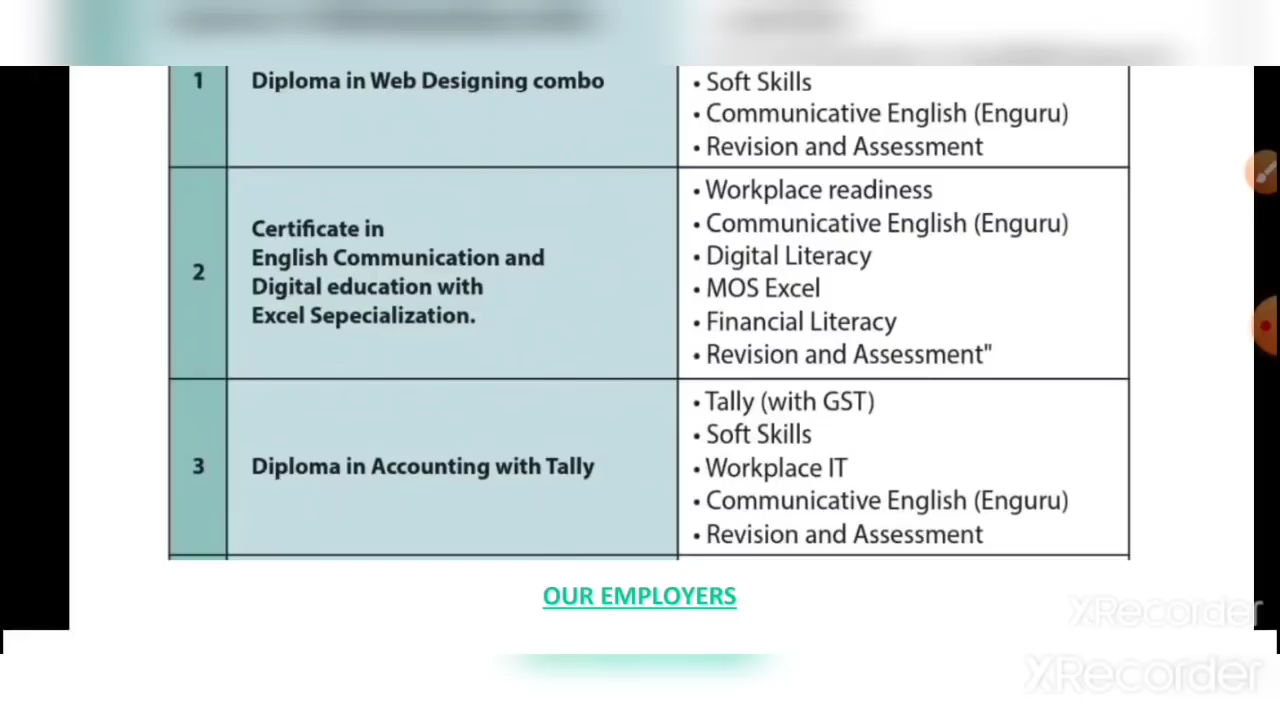 1
Diploma in Web Designing combo
• Soft Skills
• Communicative English (Enguru)
• Revision and Assessment
2
Certificate in
English Communication and
Digital education with
Excel Sepecialization.
• Workplace readiness
• Communicative English (Enguru)
• Digital Literacy
• MOS Excel
• Financial Literacy
• Revision and Assessment"
3
Diploma in Accounting with Tally
• Tally (with GST)
• Soft Skills
• Workplace IT
• Communicative English (Enguru)
• Revision and Assessment
OUR EMPLOYERS
XRecorder
XRecorder